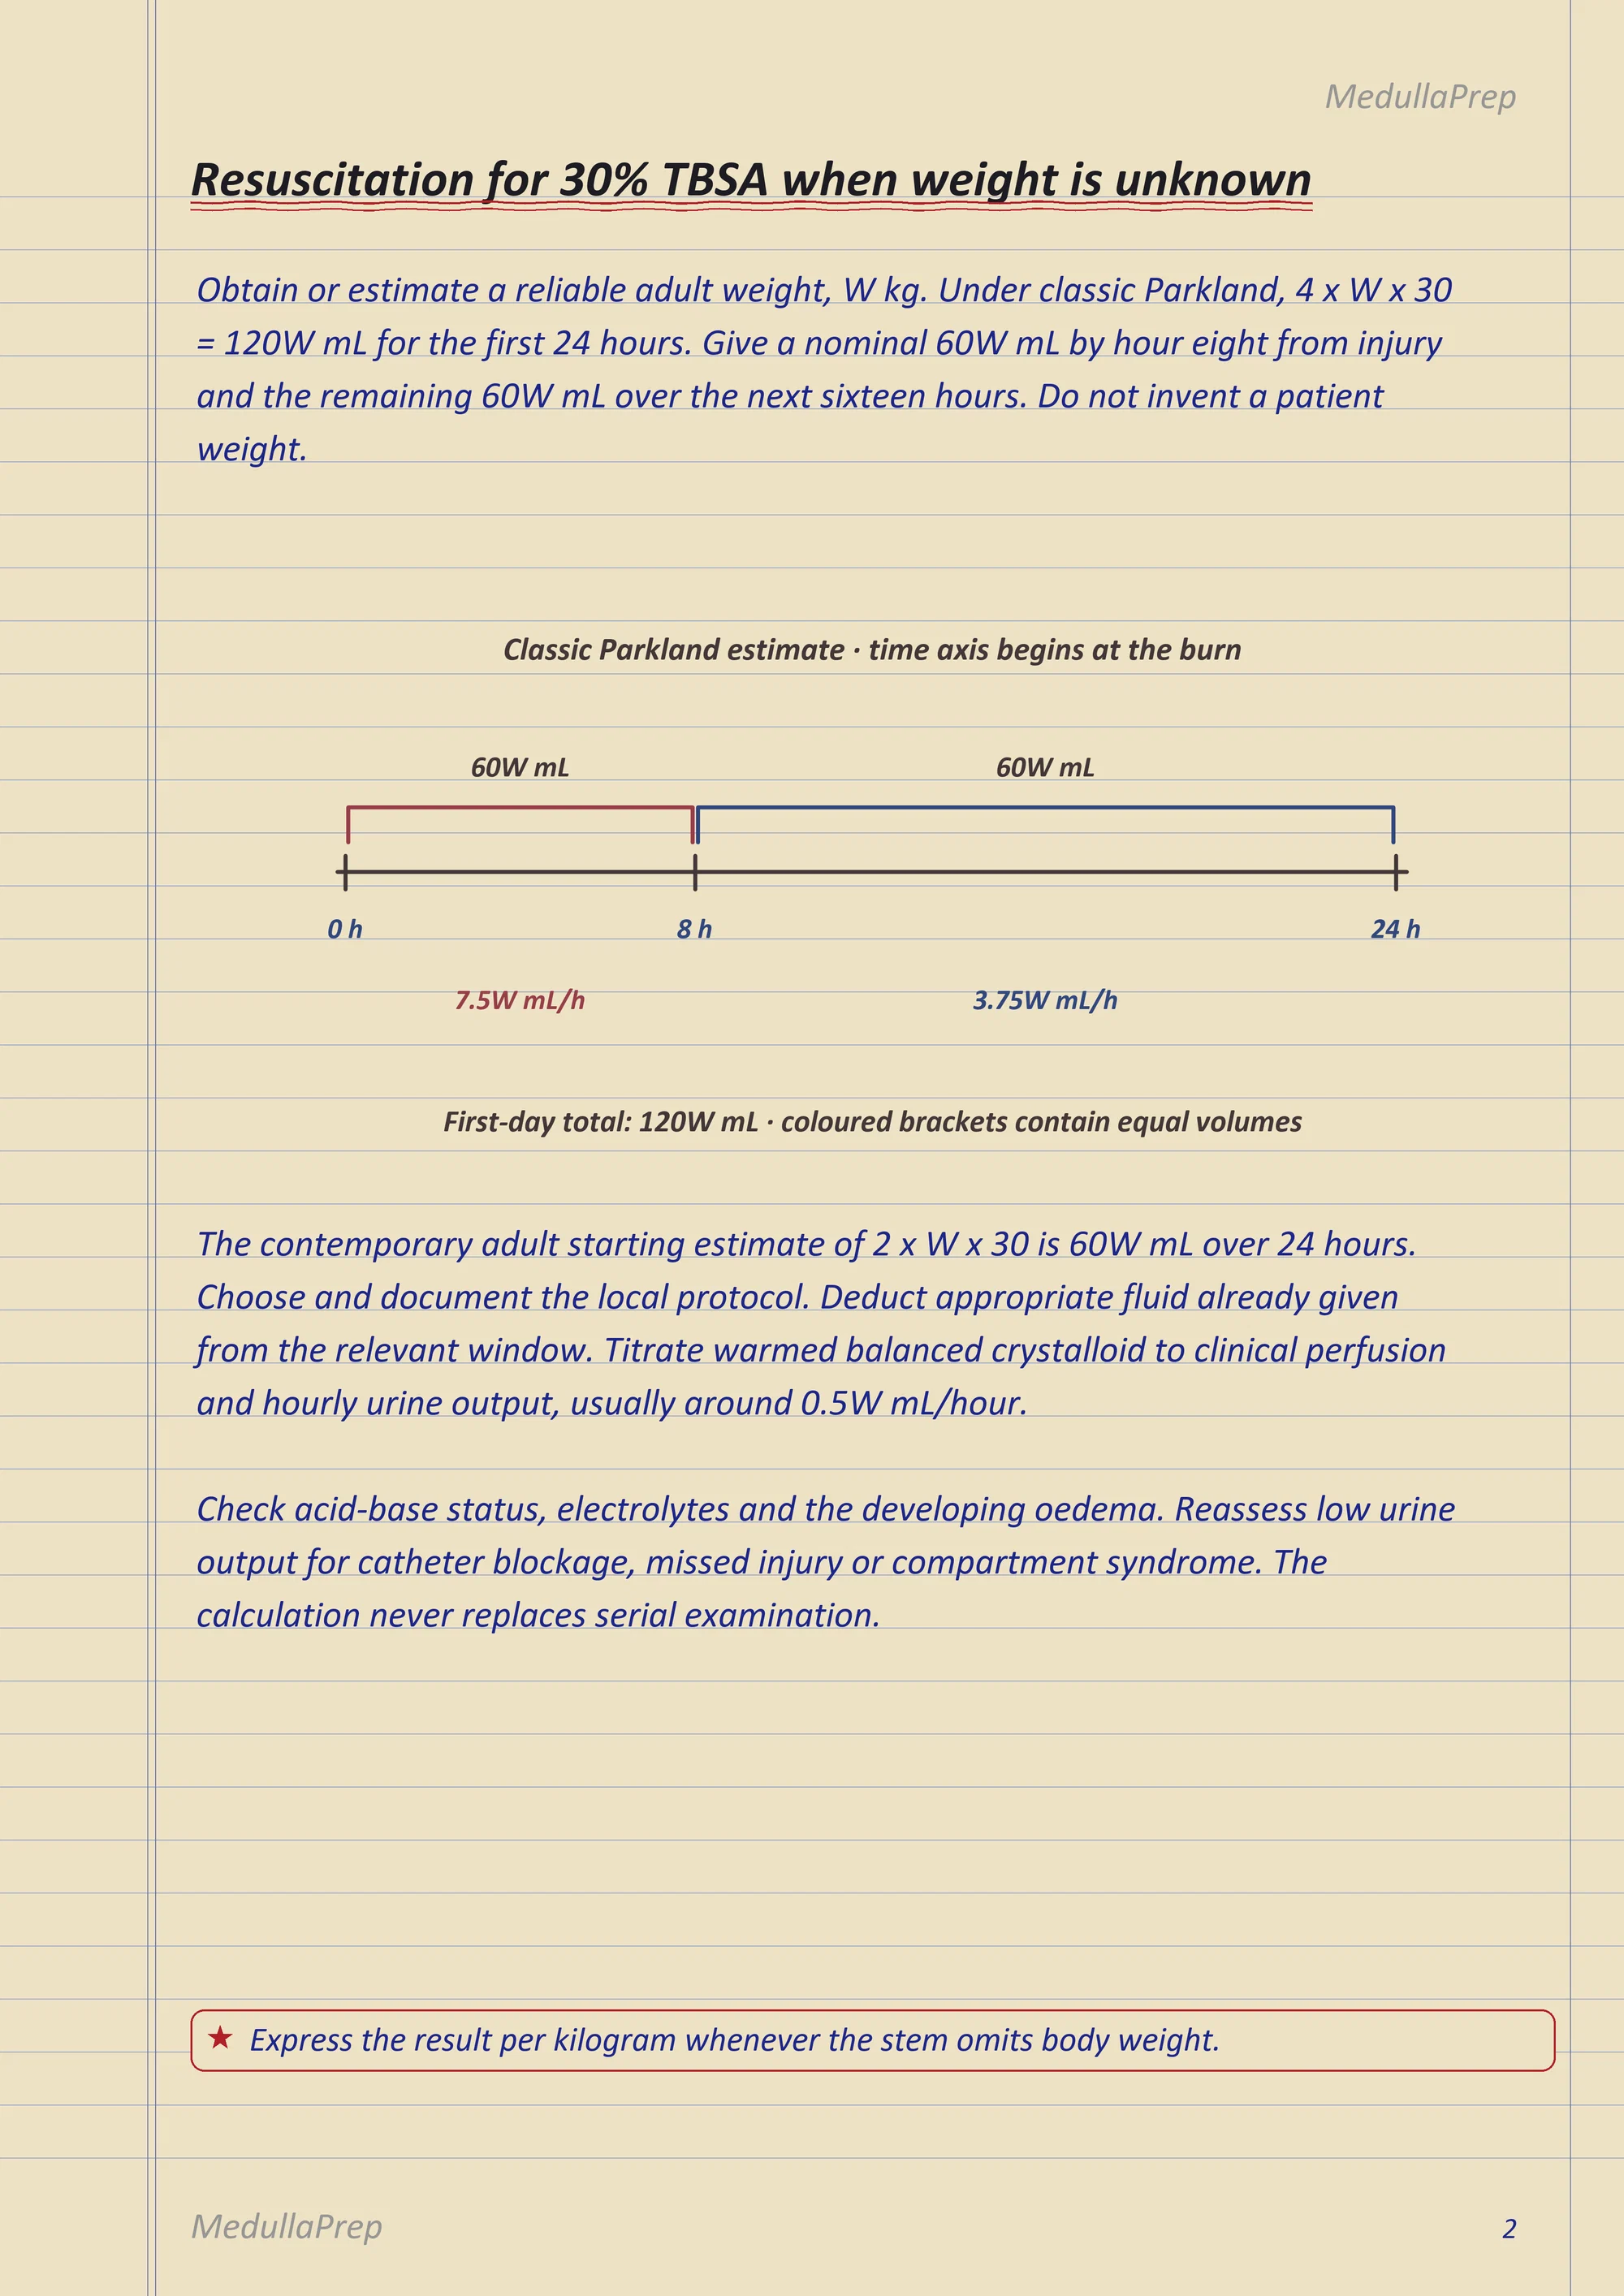 MedullaPrep
Resuscitation for 30% TBSA when weight is unknown
Obtain or estimate a reliable adult weight, W kg. Under classic Parkland, 4 x W x 30
= 120W mL for the first 24 hours. Give a nominal 60W mL by hour eight from injury
and the remaining 60W mL over the next sixteen hours. Do not invent a patient
weight.
Classic Parkland estimate · time axis begins at the burn
60W mL 60W mL
0 h 8 h 24 h
7.5W mL/h 3.75W mL/h
First-day total: 120W mL · coloured brackets contain equal volumes
The contemporary adult starting estimate of 2 x W x 30 is 60W mL over 24 hours.
Choose and document the local protocol. Deduct appropriate fluid already given
from the relevant window. Titrate warmed balanced crystalloid to clinical perfusion
and hourly urine output, usually around 0.5W mL/hour.
Check acid-base status, electrolytes and the developing oedema. Reassess low urine
output for catheter blockage, missed injury or compartment syndrome. The
calculation never replaces serial examination.
★ Express the result per kilogram whenever the stem omits body weight.
MedullaPrep 2